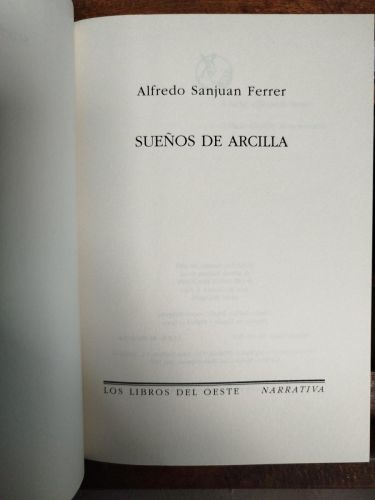 Alfredo Sanjuan Ferrer
SUEÑOS DE ARCILLA
LOS LIBROS DEL OESTE NARRATIVA